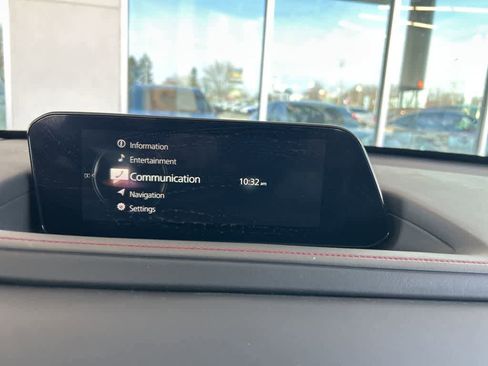 Information
Entertainment
Communication
10:32 am
Navigation
Settings